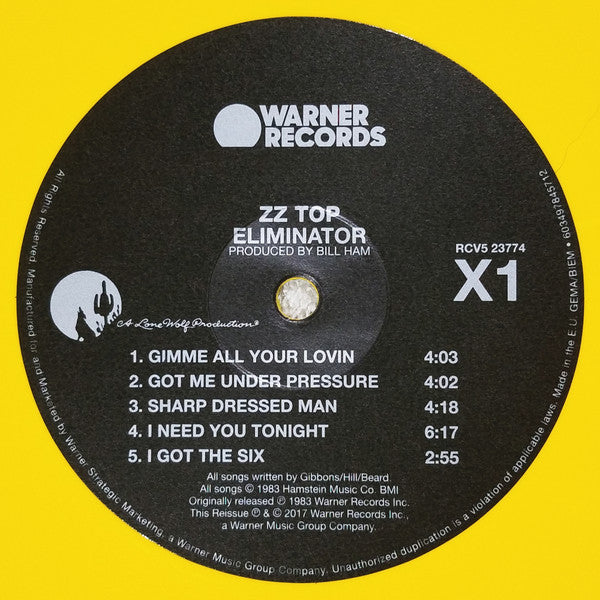 WARNER
RECORDS
ZZ TOP
ELIMINATOR
PRODUCED BY BILL HAM
RCV5 23774
X1
A Lone Wolf Production®
1. GIMME ALL YOUR LOVIN 4:03
2. GOT ME UNDER PRESSURE 4:02
3. SHARP DRESSED MAN 4:18
4. I NEED YOU TONIGHT 6:17
5. I GOT THE SIX 2:55
All songs written by Gibbons/Hill/Beard.
All songs © 1983 Hamstein Music Co. BMI
Originally released ℗ 1983 Warner Records Inc.
This Reissue ℗ & © 2017 Warner Records Inc.,
a Warner Music Group Company.
All Rights Reserved. Manufactured for and Marketed by Warner Strategic Marketing, a Warner Music Group Company. Unauthorized duplication is a violation of applicable laws. Made in the E.U. GEMA/BIEM • 603497845712